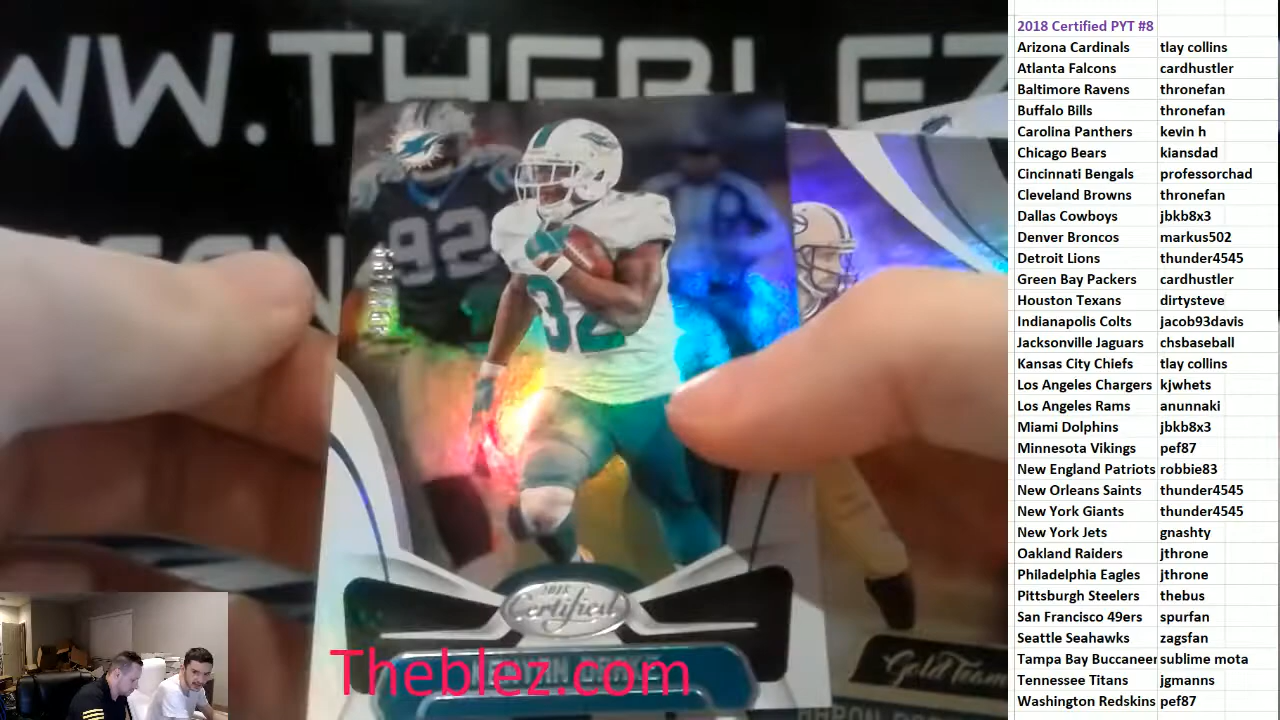 WWW.THEBLEZ
92
32
2018
Certified
Theblez.com
Gold Team
2018 Certified PYT #8
Arizona Cardinals tlay collins
Atlanta Falcons cardhustler
Baltimore Ravens thronefan
Buffalo Bills thronefan
Carolina Panthers kevin h
Chicago Bears kiansdad
Cincinnati Bengals professorchad
Cleveland Browns thronefan
Dallas Cowboys jbkb8x3
Denver Broncos markus502
Detroit Lions thunder4545
Green Bay Packers cardhustler
Houston Texans dirtysteve
Indianapolis Colts jacob93davis
Jacksonville Jaguars chsbaseball
Kansas City Chiefs tlay collins
Los Angeles Chargers kjwhets
Los Angeles Rams anunnaki
Miami Dolphins jbkb8x3
Minnesota Vikings pef87
New England Patriots robbie83
New Orleans Saints thunder4545
New York Giants thunder4545
New York Jets gnashty
Oakland Raiders jthrone
Philadelphia Eagles jthrone
Pittsburgh Steelers thebus
San Francisco 49ers spurfan
Seattle Seahawks zagsfan
Tampa Bay Buccaneer sublime mota
Tennessee Titans jgmanns
Washington Redskins pef87